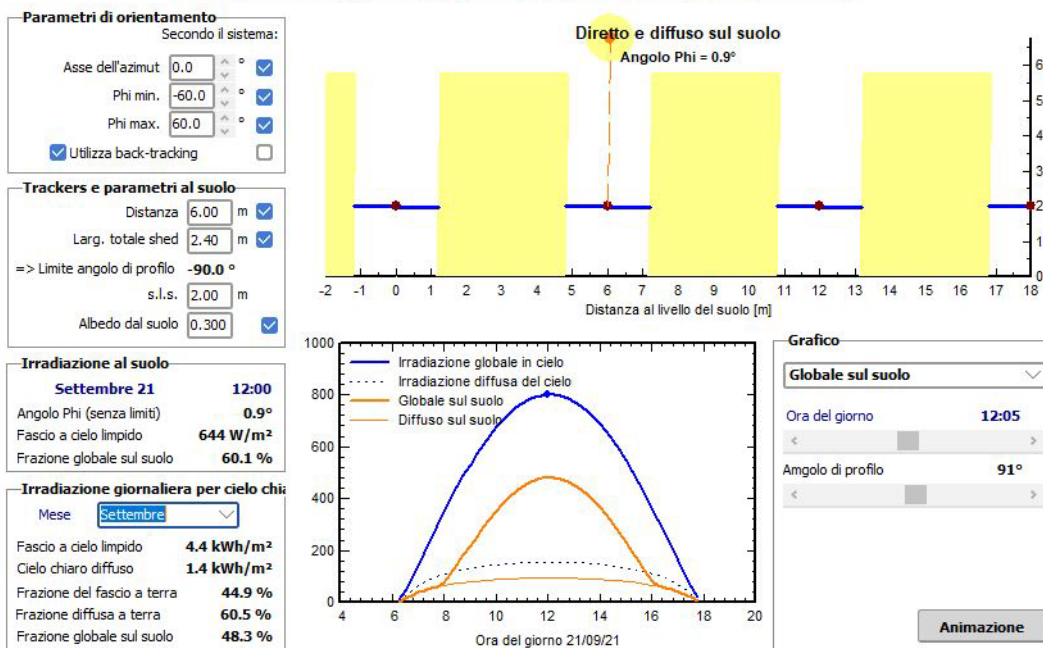 Parametri di orientamento
Secondo il sistema:
Asse dell'azimut 0.0 °
Phi min. -60.0 °
Phi max. 60.0 °
Utilizza back-tracking
Trackers e parametri al suolo
Distanza 6.00 m
Larg. totale shed 2.40 m
=> Limite angolo di profilo -90.0 °
s.l.s. 2.00 m
Albedo dal suolo 0.300
Irradiazione al suolo
Settembre 21 12:00
Angolo Phi (senza limiti) 0.9°
Fascio a cielo limpido 644 W/m²
Frazione globale sul suolo 60.1 %
Irradiazione giornaliera per cielo chia
Mese Settembre
Fascio a cielo limpido 4.4 kWh/m²
Cielo chiaro diffuso 1.4 kWh/m²
Frazione del fascio a terra 44.9 %
Frazione diffusa a terra 60.5 %
Frazione globale sul suolo 48.3 %
Diretto e diffuso sul suolo
Angolo Phi = 0.9°
6
5
4
3
2
1
0
-2 -1 0 1 2 3 4 5 6 7 8 9 10 11 12 13 14 15 16 17 18
Distanza al livello del suolo [m]
1000
800
600
400
200
0
Irradiazione globale in cielo
Irradiazione diffusa del cielo
Globale sul suolo
Diffuso sul suolo
4 6 8 10 12 14 16 18 20
Ora del giorno 21/09/21
Grafico
Globale sul suolo
Ora del giorno 12:05
Amgolo di profilo 91°
Animazione